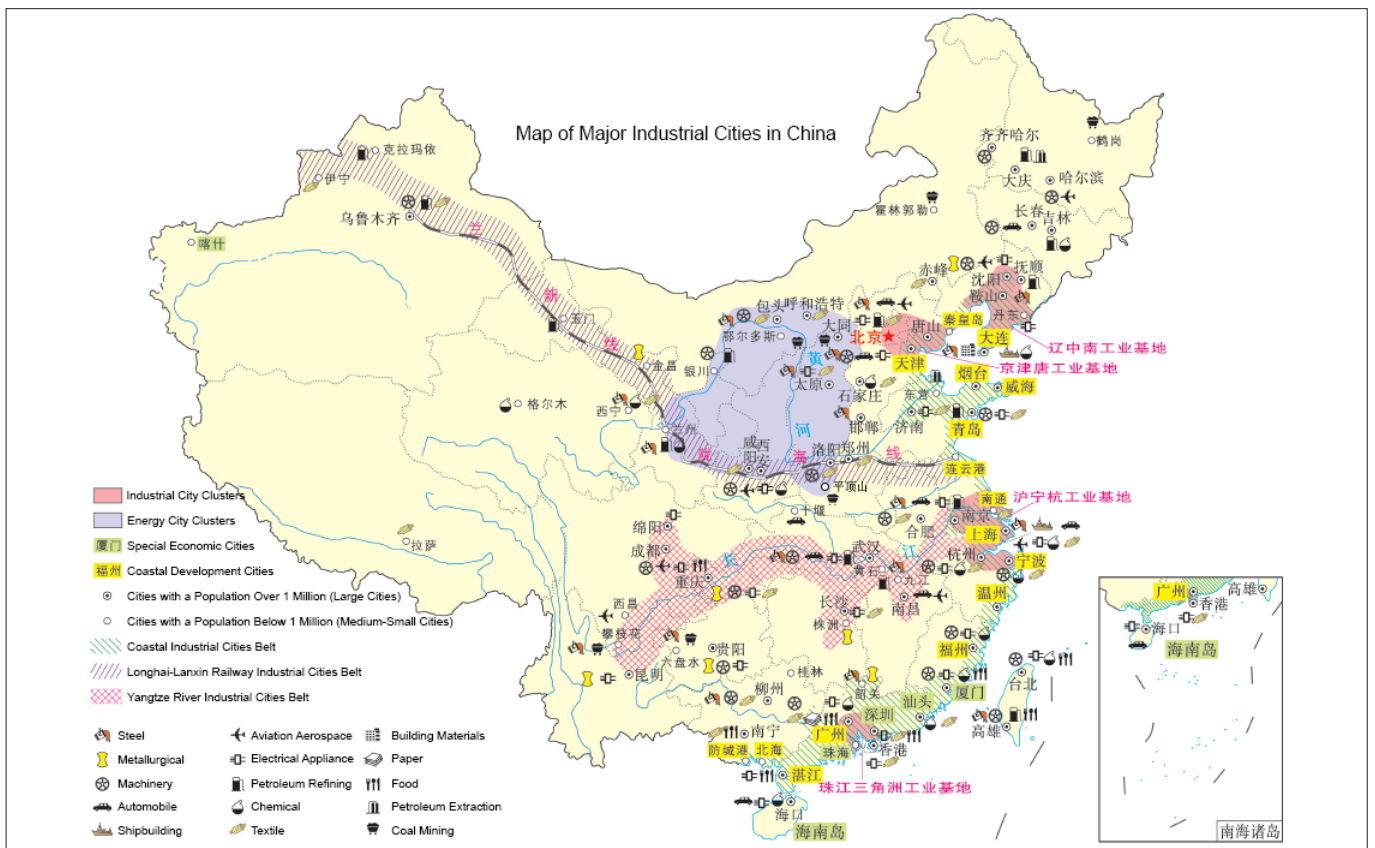 Map of Major Industrial Cities in China
克拉玛依
伊宁
乌鲁木齐
喀什
兰
新
线
玉门
金昌
西宁
格尔木
兰州
拉萨
齐齐哈尔
鹤岗
大庆
哈尔滨
霍林郭勒
长春
吉林
赤峰
沈阳
抚顺
鞍山
丹东
辽中南工业基地
包头
呼和浩特
鄂尔多斯
大同
北京
唐山
秦皇岛
大连
天津
京津唐工业基地
银川
黄
河
太原
石家庄
东营
烟台
威海
邯郸
济南
青岛
陇
海
线
咸阳
西安
洛阳
郑州
连云港
平顶山
十堰
南通
沪宁杭工业基地
合肥
南京
上海
绵阳
成都
重庆
长
江
武汉
黄石
九江
杭州
宁波
温州
西昌
攀枝花
长沙
株洲
南昌
六盘水
贵阳
昆明
桂林
福州
柳州
韶关
厦门
汕头
深圳
台北
高雄
南宁
广州
珠海
香港
防城港
北海
湛江
珠江三角洲工业基地
海口
海南岛
Industrial City Clusters
Energy City Clusters
厦门 Special Economic Cities
福州 Coastal Development Cities
Cities with a Population Over 1 Million (Large Cities)
Cities with a Population Below 1 Million (Medium-Small Cities)
Coastal Industrial Cities Belt
Longhai-Lanxin Railway Industrial Cities Belt
Yangtze River Industrial Cities Belt
Steel
Aviation Aerospace
Building Materials
Metallurgical
Electrical Appliance
Paper
Machinery
Petroleum Refining
Food
Automobile
Chemical
Petroleum Extraction
Shipbuilding
Textile
Coal Mining
广州
香港
高雄
海口
海南岛
南海诸岛